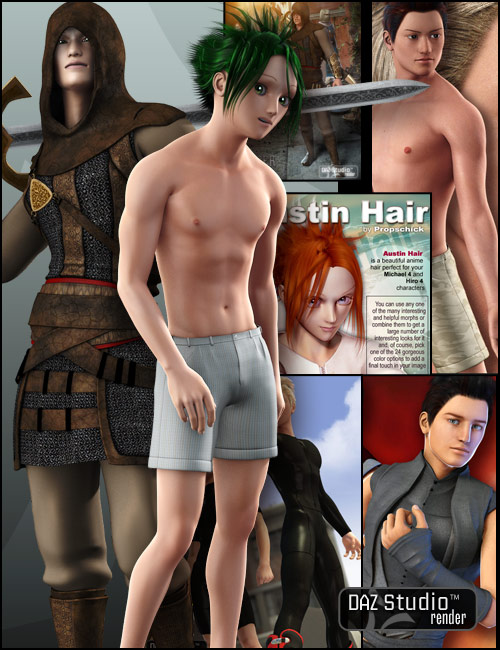 DAZ Studio
stin Hair
by Propschick
Austin Hair
is a beautiful anime
hair perfect for your
Michael 4 and
Hiro 4
characters
You can use any one
of the many interesting
and helpful morphs or
combine them to get a
large number of
interesting looks for it
and, of course, pick
one of the 24 gorgeous
color options to add a
final touch in your image
DAZ Studio™
render